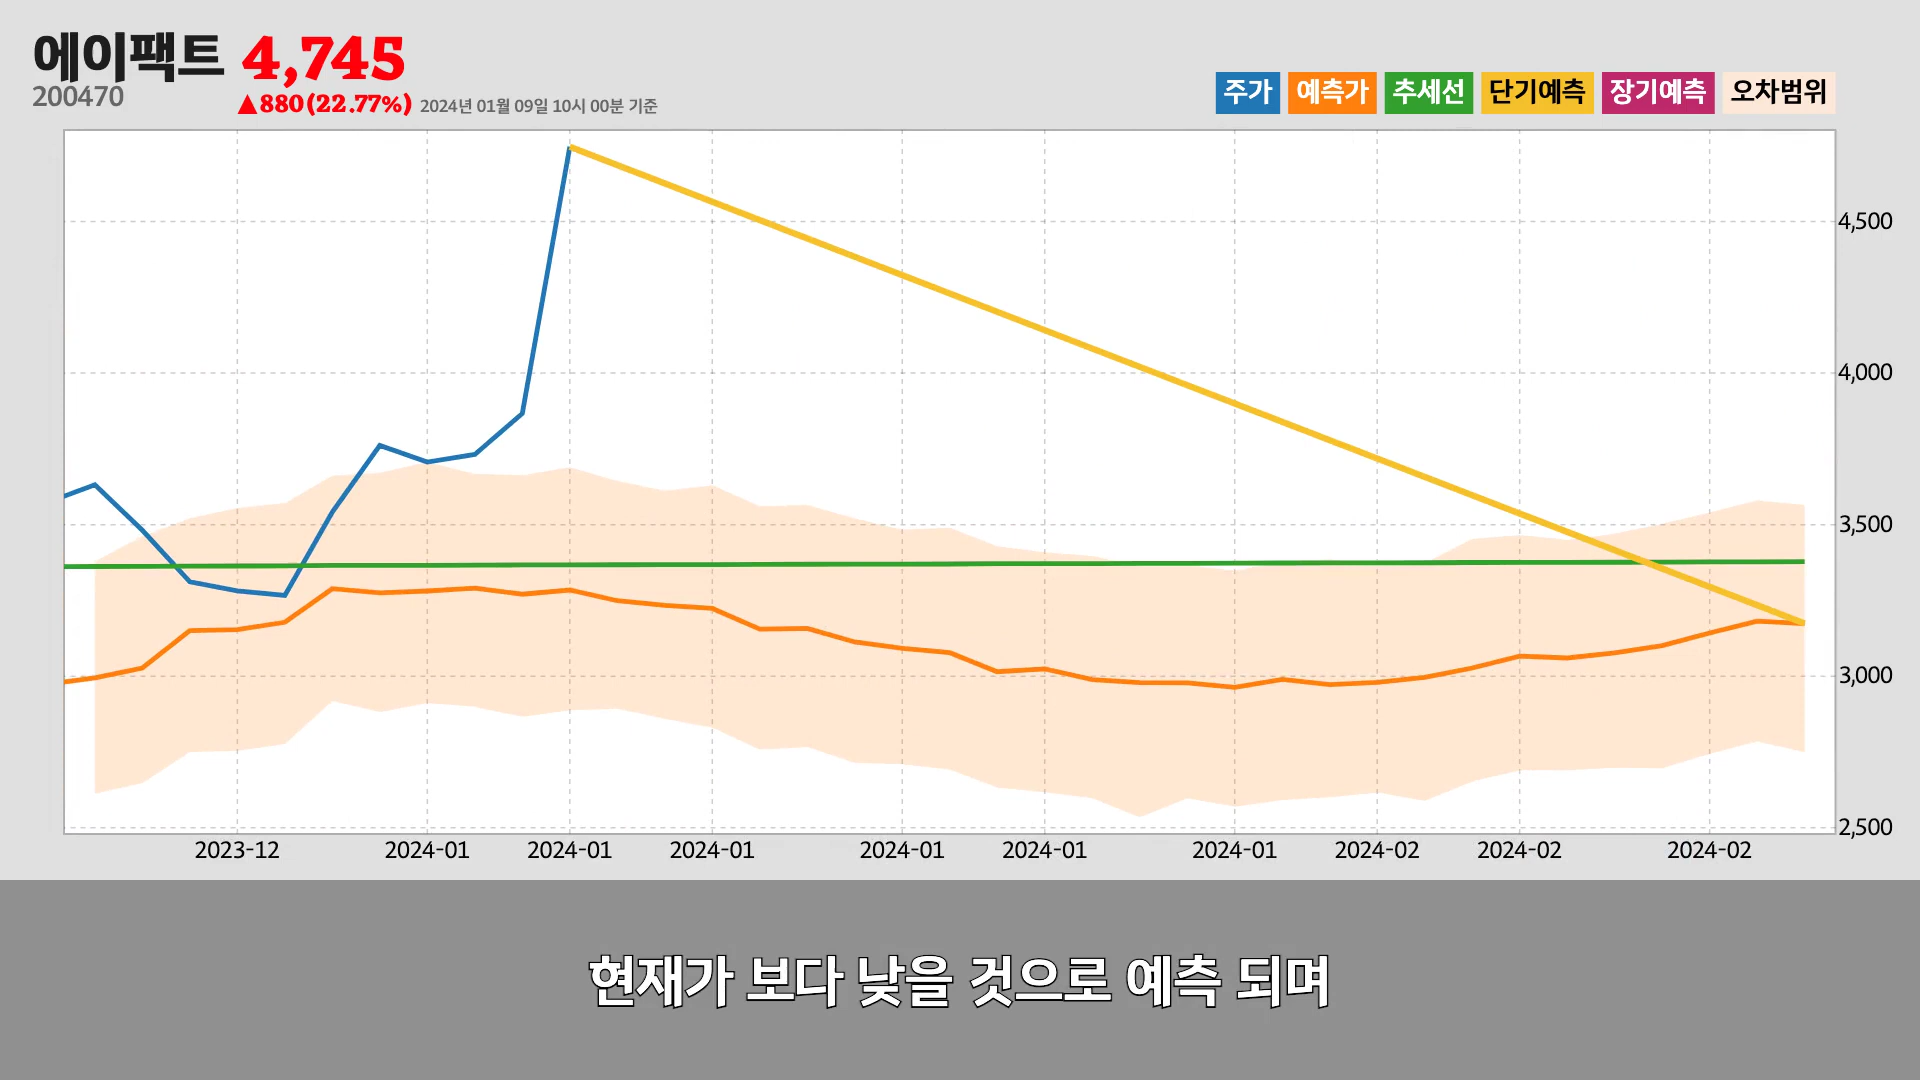 에이팩트 4,745
200470
▲880(22.77%) 2024년 01월 09일 10시 00분 기준
주가 예측가 추세선 단기예측 장기예측 오차범위
4,500
4,000
3,500
3,000
2,500
2023-12 2024-01 2024-01 2024-01 2024-01 2024-01 2024-01 2024-02 2024-02 2024-02
현재가 보다 낮을 것으로 예측 되며